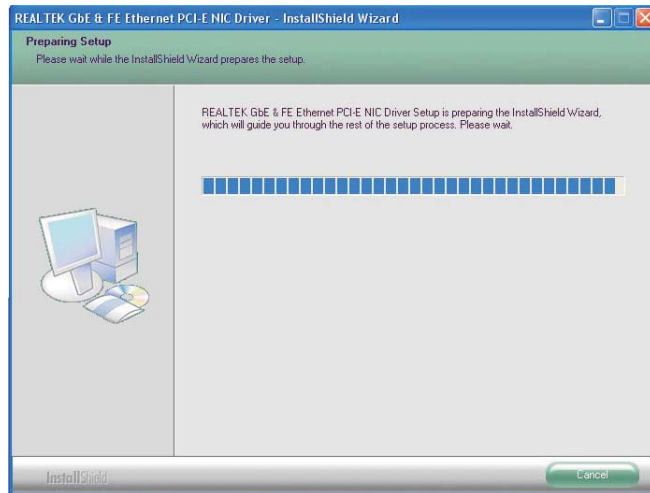 REALTEK GbE & FE Ethernet PCI-E NIC Driver - InstallShield Wizard
Preparing Setup
Please wait while the InstallShield Wizard prepares the setup.
REALTEK GbE & FE Ethernet PCI-E NIC Driver Setup is preparing the InstallShield Wizard,
which will guide you through the rest of the setup process. Please wait.
InstallShield
Cancel